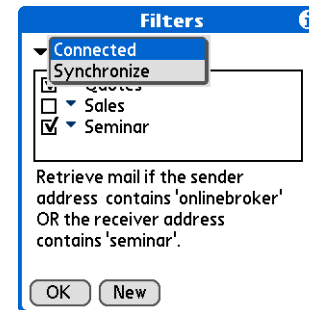 Filters
Connected
Synchronize
Quotes
Sales
Seminar
Retrieve mail if the sender
address contains 'onlinebroker'
OR the receiver address
contains 'seminar'.
OK New